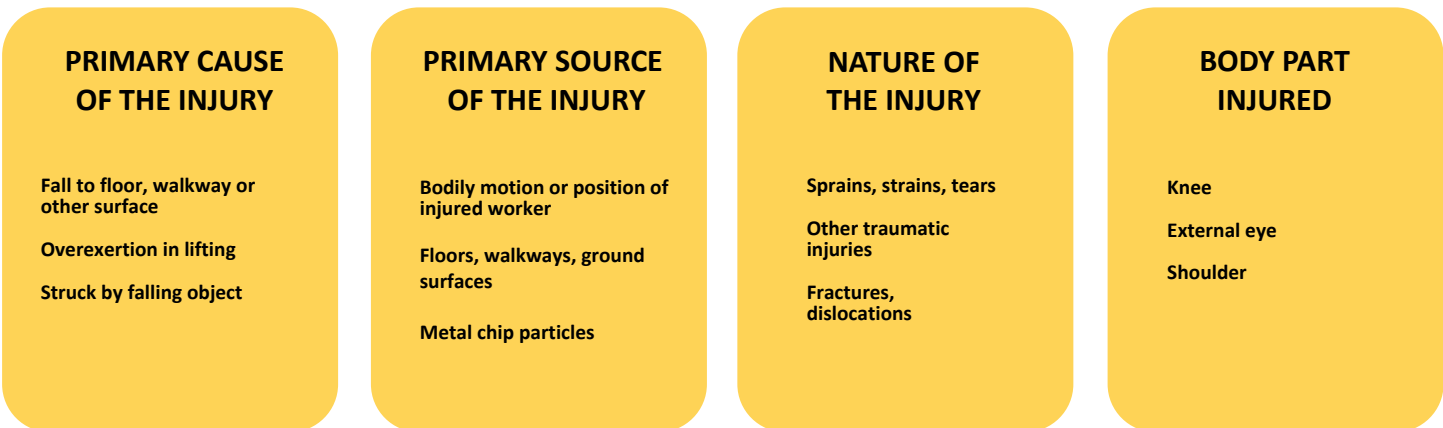 PRIMARY CAUSE
OF THE INJURY
Fall to floor, walkway or
other surface
Overexertion in lifting
Struck by falling object
PRIMARY SOURCE
OF THE INJURY
Bodily motion or position of
injured worker
Floors, walkways, ground
surfaces
Metal chip particles
NATURE OF
THE INJURY
Sprains, strains, tears
Other traumatic
injuries
Fractures,
dislocations
BODY PART
INJURED
Knee
External eye
Shoulder